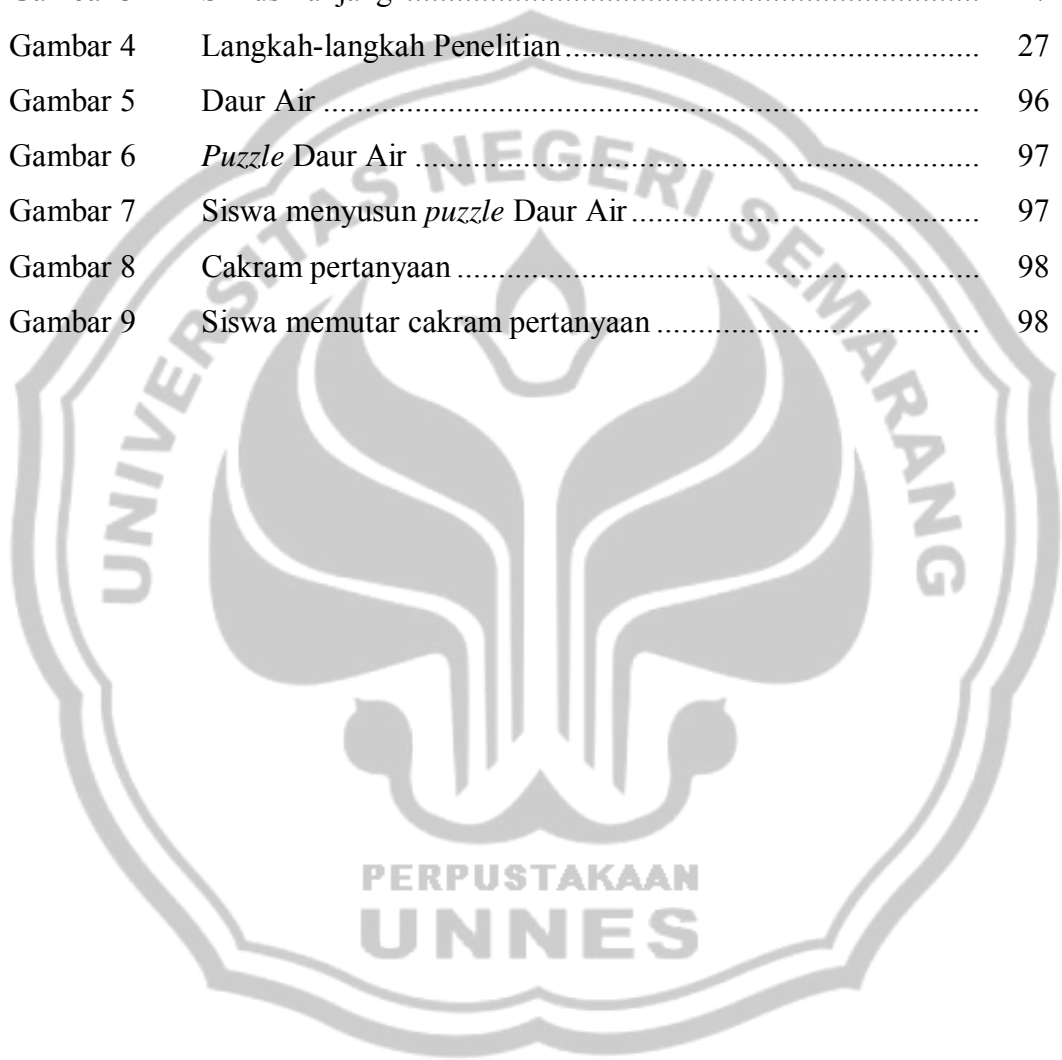 Gambar 4 Langkah-langkah Penelitian ........................................................ 27
Gambar 5 Daur Air ........................................................................................ 96
Gambar 6 Puzzle Daur Air ............................................................................ 97
Gambar 7 Siswa menyusun puzzle Daur Air ............................................... 97
Gambar 8 Cakram pertanyaan ....................................................................... 98
Gambar 9 Siswa memutar cakram pertanyaan ............................................ 98
UNIVERSITAS NEGERI SEMARANG
PERPUSTAKAAN
UNNES